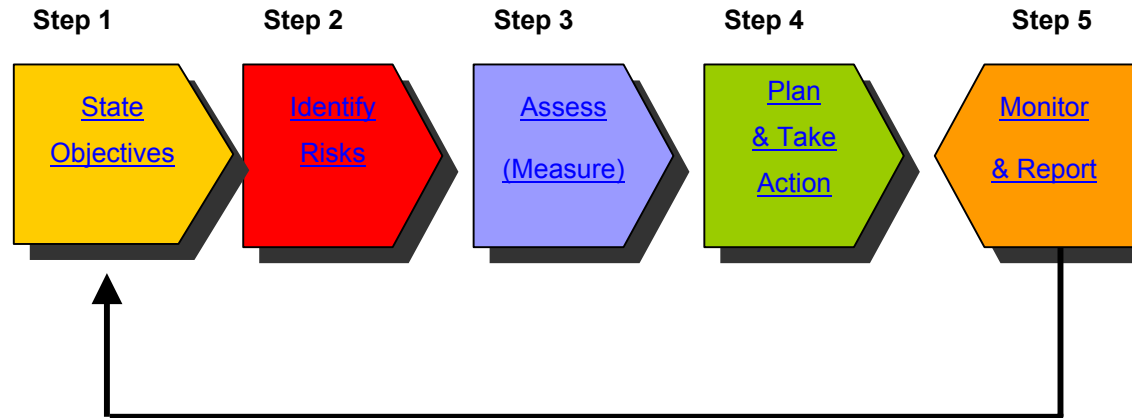 Step 1
Step 2
Step 3
Step 4
Step 5
State
Objectives
Identify
Risks
Assess
(Measure)
Plan
& Take
Action
Monitor
& Report